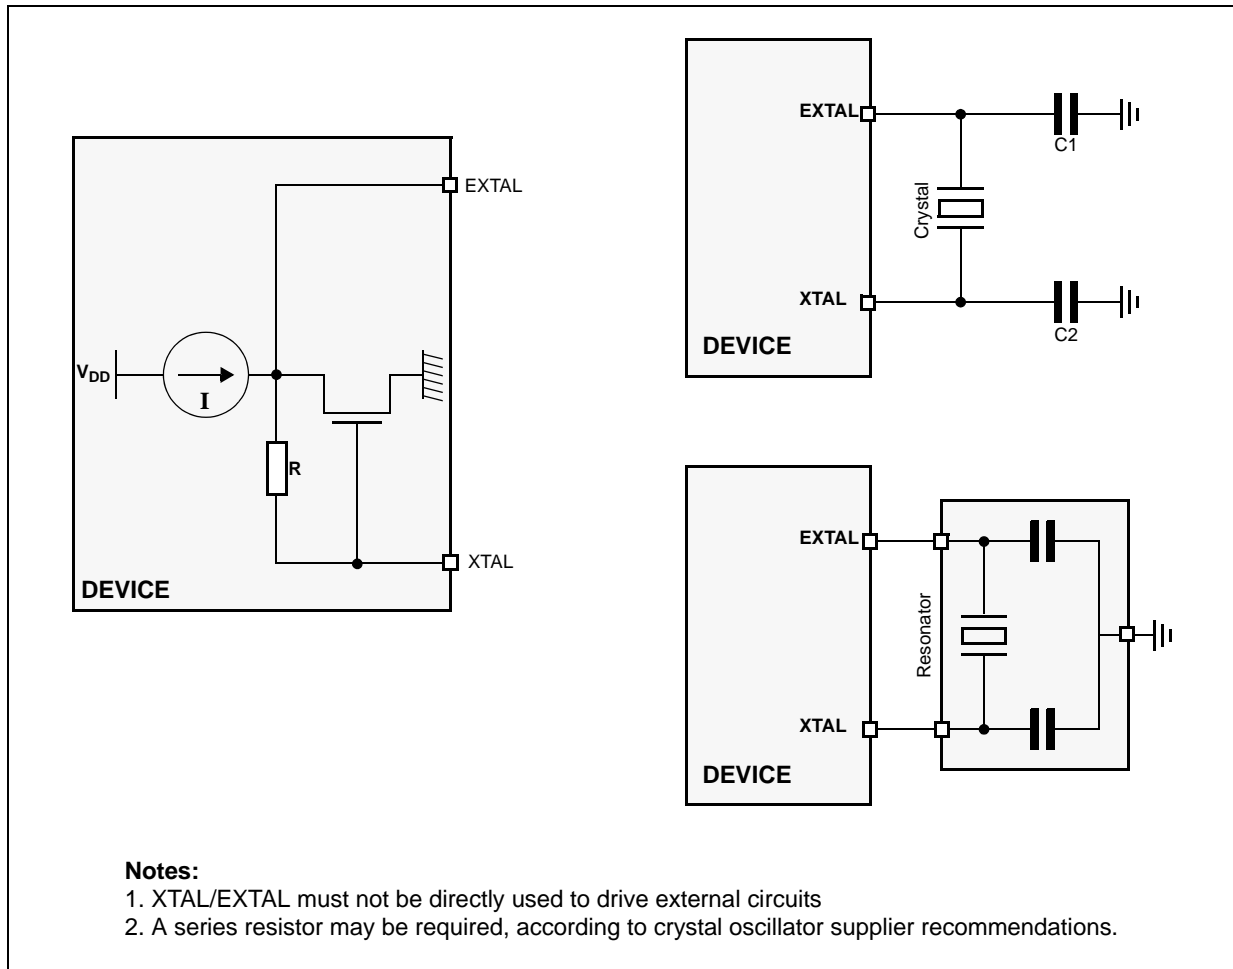 EXTAL
V_DD
I
R
XTAL
DEVICE
EXTAL
C1
Crystal
XTAL
C2
DEVICE
EXTAL
Resonator
XTAL
DEVICE
Notes:
1. XTAL/EXTAL must not be directly used to drive external circuits
2. A series resistor may be required, according to crystal oscillator supplier recommendations.